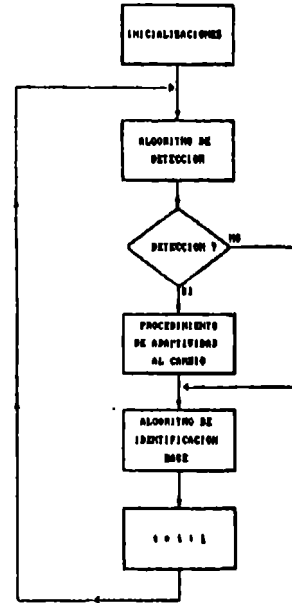 INICIALIZACIONES
ALGORITMO DE
DETECCION
DETECCION ?
NO
SI
PROCEDIMIENTO
DE ADAPTIVIDAD
AL CAMBIO
ALGORITMO DE
IDENTIFICACION
BASE